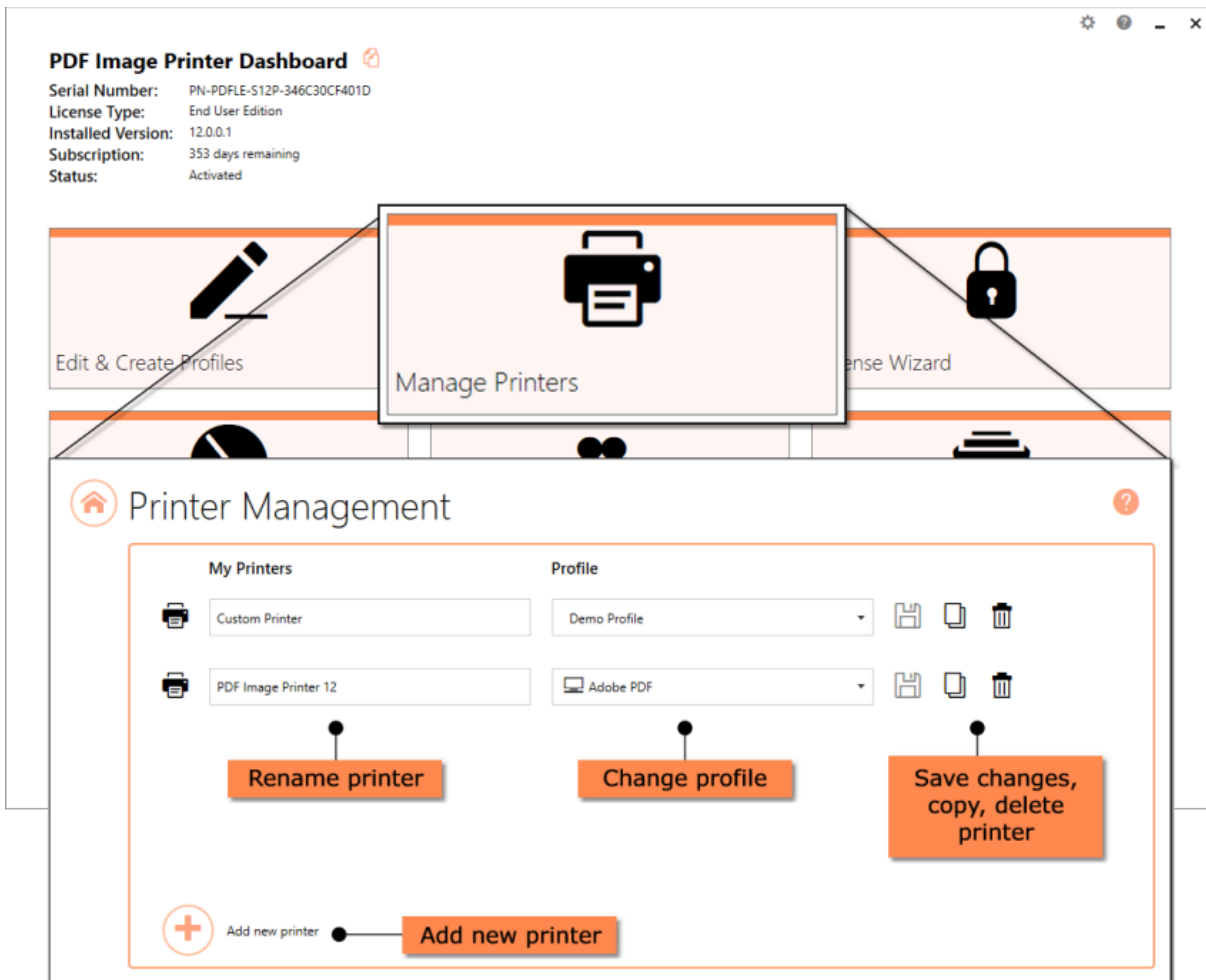 PDF Image Printer Dashboard
Serial Number: PN-PDFLE-S12P-346C30CF401D
License Type: End User Edition
Installed Version: 12.0.0.1
Subscription: 353 days remaining
Status: Activated
Edit & Create Profiles
Manage Printers
ense Wizard
Printer Management
?
My Printers Profile
Custom Printer Demo Profile
PDF Image Printer 12 Adobe PDF
Rename printer
Change profile
Save changes,
copy, delete
printer
Add new printer
Add new printer